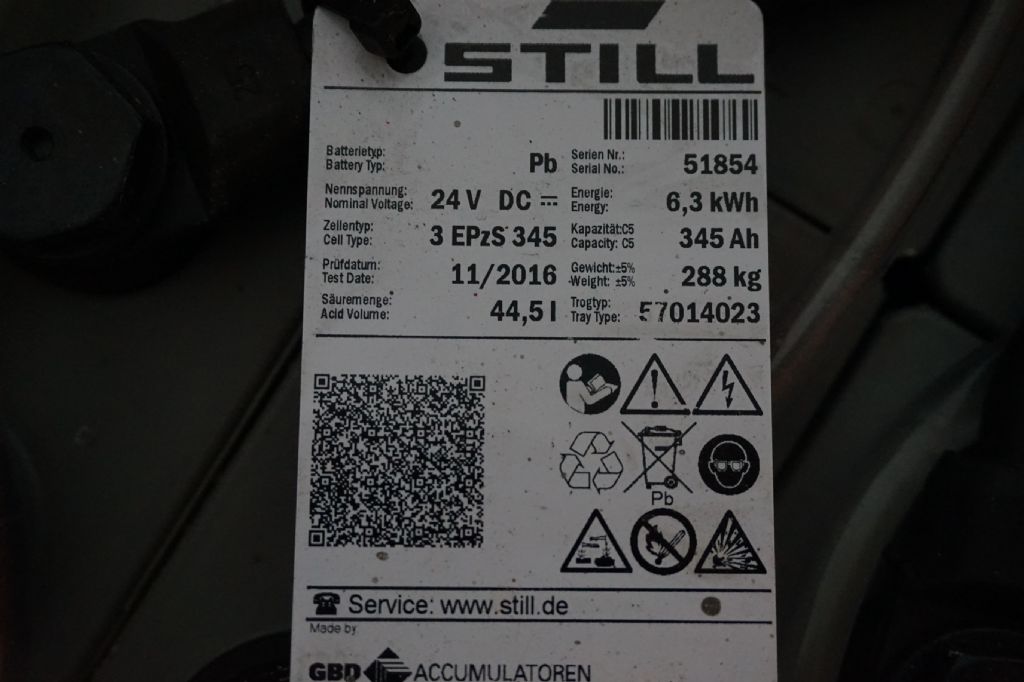 STILL
Batterietyp:
Battery Typ:
Pb
Serien Nr.:
Serial No.:
51854
Nennspannung:
Nominal Voltage:
24 V DC
Energie:
Energy:
6,3 kWh
Zellentyp:
Cell Type:
3 EPzS 345
Kapazität:C5
Capacity: C5
345 Ah
Prüfdatum:
Test Date:
11/2016
Gewicht:±5%
Weight: ±5%
288 kg
Säuremenge:
Acid Volume:
44,5 l
Trogtyp:
Tray Type:
57014023
Pb
Service: www.still.de
Made by
GBD ACCUMULATOREN